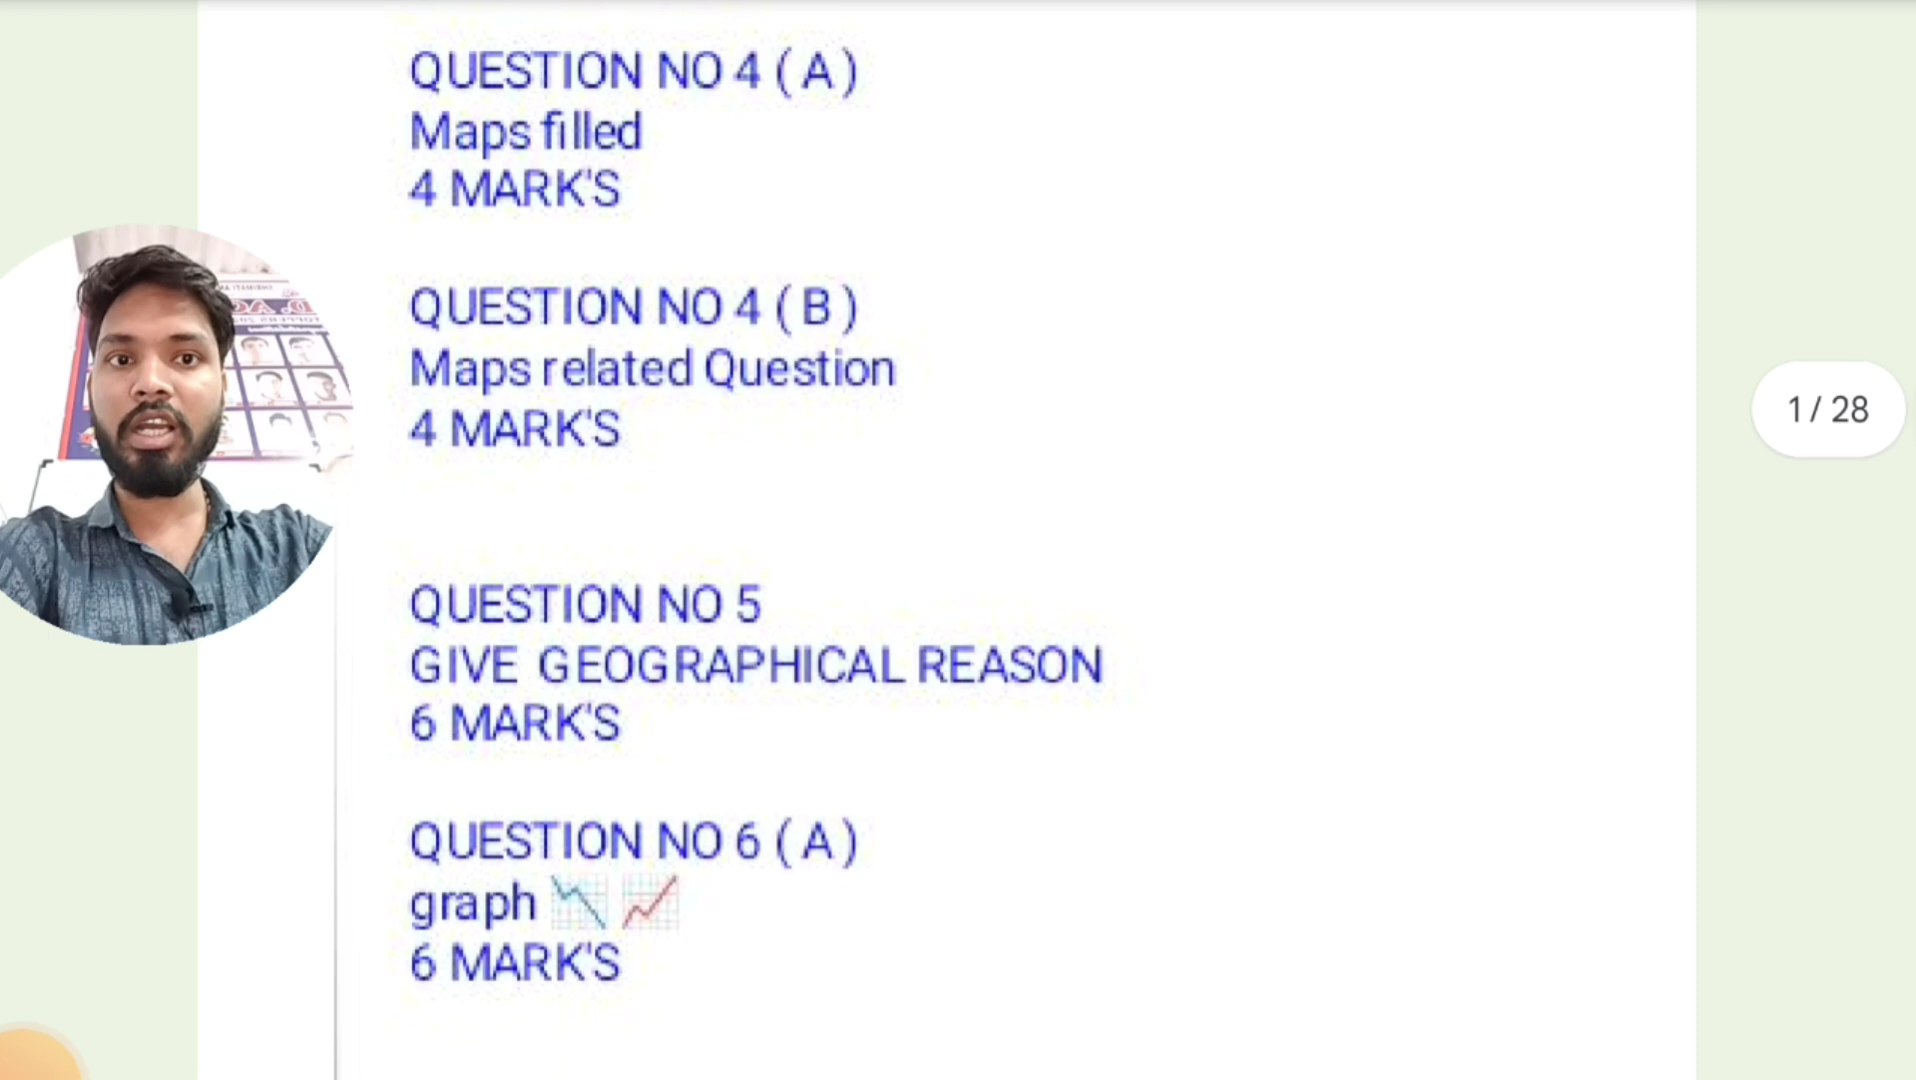 QUESTION NO 4 ( A )
Maps filled
4 MARK'S
QUESTION NO 4 ( B )
Maps related Question
4 MARK'S
1 / 28
QUESTION NO 5
GIVE GEOGRAPHICAL REASON
6 MARK'S
QUESTION NO 6 ( A )
graph 📉 📈
6 MARK'S